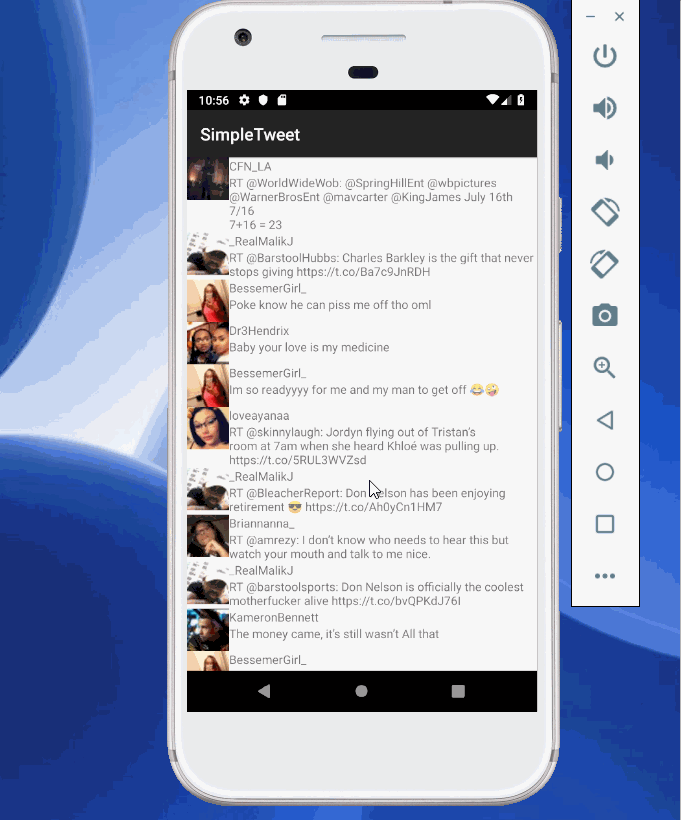 10:56
SimpleTweet
CFN_LA
RT @WorldWideWob: @SpringHillEnt @wbpictures
@WarnerBrosEnt @mavcarter @KingJames July 16th
7/16
7+16 = 23
_RealMalikJ
RT @BarstoolHubbs: Charles Barkley is the gift that never
stops giving https://t.co/Ba7c9JnRDH
BessemerGirl_
Poke know he can piss me off tho oml
Dr3Hendrix
Baby your love is my medicine
BessemerGirl_
Im so readyyyy for me and my man to get off 😂🤪
loveayanaa
RT @skinnylaugh: Jordyn flying out of Tristan's
room at 7am when she heard Khloé was pulling up.
https://t.co/5RUL3WVZsd
_RealMalikJ
RT @BleacherReport: Don Nelson has been enjoying
retirement 😎 https://t.co/Ah0yCn1HM7
Briannanna_
RT @amrezy: I don't know who needs to hear this but
watch your mouth and talk to me nice.
_RealMalikJ
RT @barstoolsports: Don Nelson is officially the coolest
motherfucker alive https://t.co/bvQPKdJ76I
KameronBennett
The money came, it's still wasn't All that
BessemerGirl_